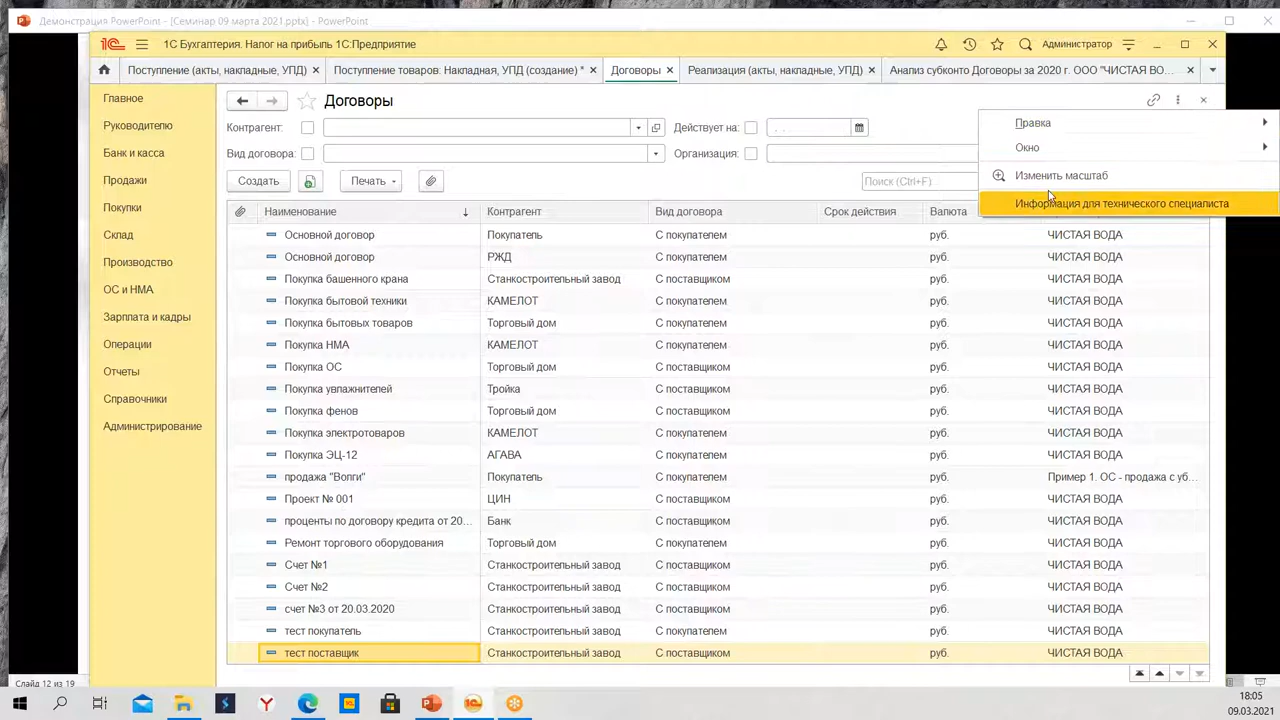 Демонстрация PowerPoint - [Семинар 09 марта 2021.pptx] - PowerPoint
1С Бухгалтерия. Налог на прибыль 1С:Предприятие
Администратор
Поступление (акты, накладные, УПД)
Поступление товаров: Накладная, УПД (создание) *
Договоры
Реализация (акты, накладные, УПД)
Анализ субконто Договоры за 2020 г. ООО "ЧИСТАЯ ВО...
Главное
Руководителю
Банк и касса
Продажи
Покупки
Склад
Производство
ОС и НМА
Зарплата и кадры
Операции
Отчеты
Справочники
Администрирование
Договоры
Контрагент:
Действует на:
Вид договора:
Организация:
Создать
Печать
Поиск (Ctrl+F)
Правка
Окно
Изменить масштаб
Информация для технического специалиста
Наименование Контрагент Вид договора Срок действия Валюта
Основной договор Покупатель С покупателем руб. ЧИСТАЯ ВОДА
Основной договор РЖД С покупателем руб. ЧИСТАЯ ВОДА
Покупка башенного крана Станкостроительный завод С поставщиком руб. ЧИСТАЯ ВОДА
Покупка бытовой техники КАМЕЛОТ С покупателем руб. ЧИСТАЯ ВОДА
Покупка бытовых товаров Торговый дом С покупателем руб. ЧИСТАЯ ВОДА
Покупка НМА КАМЕЛОТ С покупателем руб. ЧИСТАЯ ВОДА
Покупка ОС Торговый дом С покупателем руб. ЧИСТАЯ ВОДА
Покупка увлажнителей Тройка С поставщиком руб. ЧИСТАЯ ВОДА
Покупка фенов Торговый дом С поставщиком руб. ЧИСТАЯ ВОДА
Покупка электротоваров КАМЕЛОТ С покупателем руб. ЧИСТАЯ ВОДА
Покупка ЭЦ-12 АГАВА С покупателем руб. ЧИСТАЯ ВОДА
продажа "Волги" Покупатель С покупателем руб. Пример 1. ОС - продажа с уб...
Проект № 001 ЦИН С поставщиком руб. ЧИСТАЯ ВОДА
проценты по договору кредита от 20... Банк С поставщиком руб. ЧИСТАЯ ВОДА
Ремонт торгового оборудования Торговый дом С поставщиком руб. ЧИСТАЯ ВОДА
Счет №1 Станкостроительный завод С поставщиком руб. ЧИСТАЯ ВОДА
Счет №2 Станкостроительный завод С поставщиком руб. ЧИСТАЯ ВОДА
счет №3 от 20.03.2020 Станкостроительный завод С поставщиком руб. ЧИСТАЯ ВОДА
тест покупатель Станкостроительный завод С покупателем руб. ЧИСТАЯ ВОДА
тест поставщик Станкостроительный завод С поставщиком руб. ЧИСТАЯ ВОДА
Слайд 12 из 19
18:05
09.03.2021